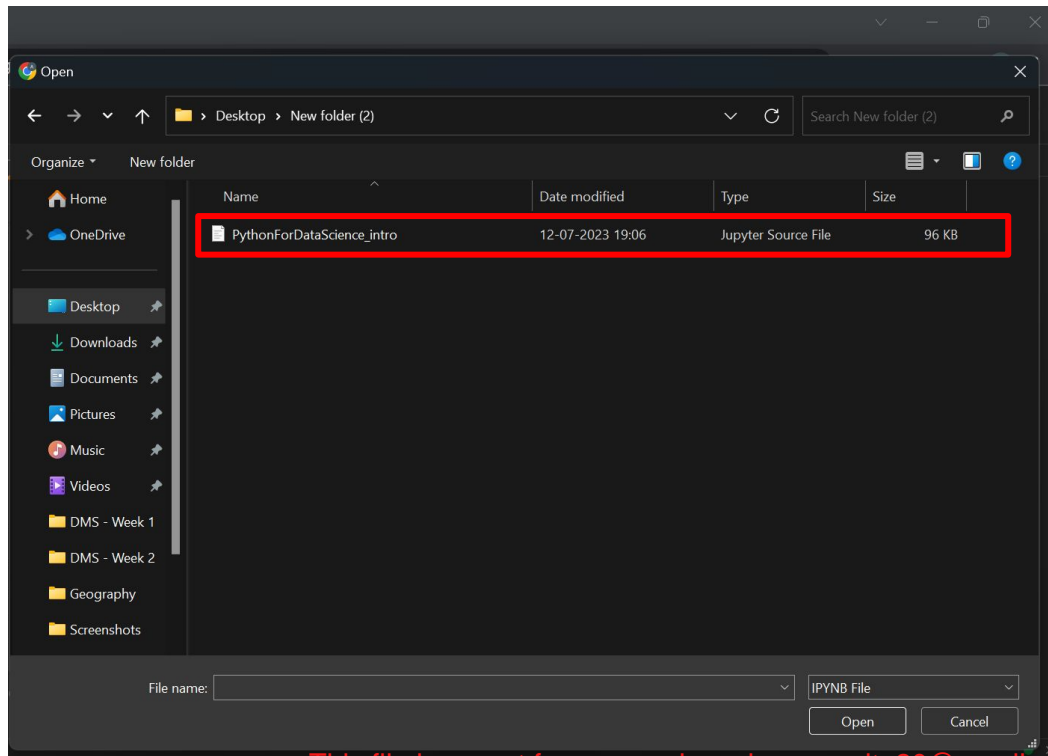 Open
Desktop > New folder (2)
Search New folder (2)
Organize
New folder
Name
Date modified
Type
Size
Home
OneDrive
PythonForDataScience_intro
12-07-2023 19:06
Jupyter Source File
96 KB
Desktop
Downloads
Documents
Pictures
Music
Videos
DMS - Week 1
DMS - Week 2
Geography
Screenshots
File name:
IPYNB File
Open
Cancel